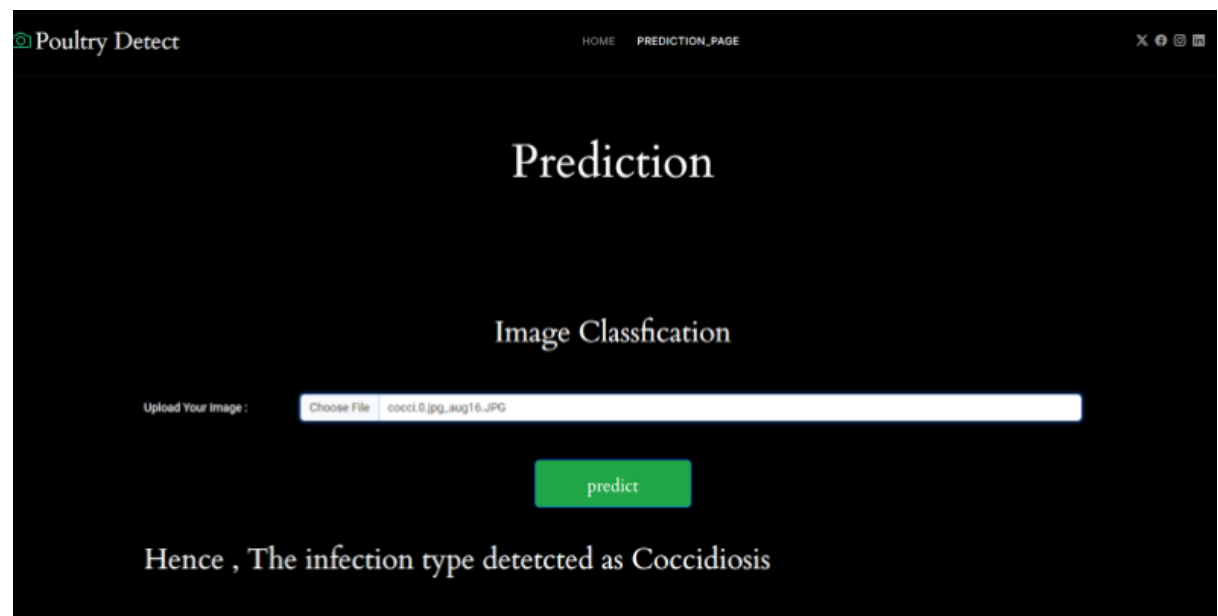 Poultry Detect HOME PREDICTION_PAGE
Prediction
Image Classfication
Upload Your Image : Choose File cocci.0.jpg_aug16.JPG
predict
Hence , The infection type detetcted as Coccidiosis